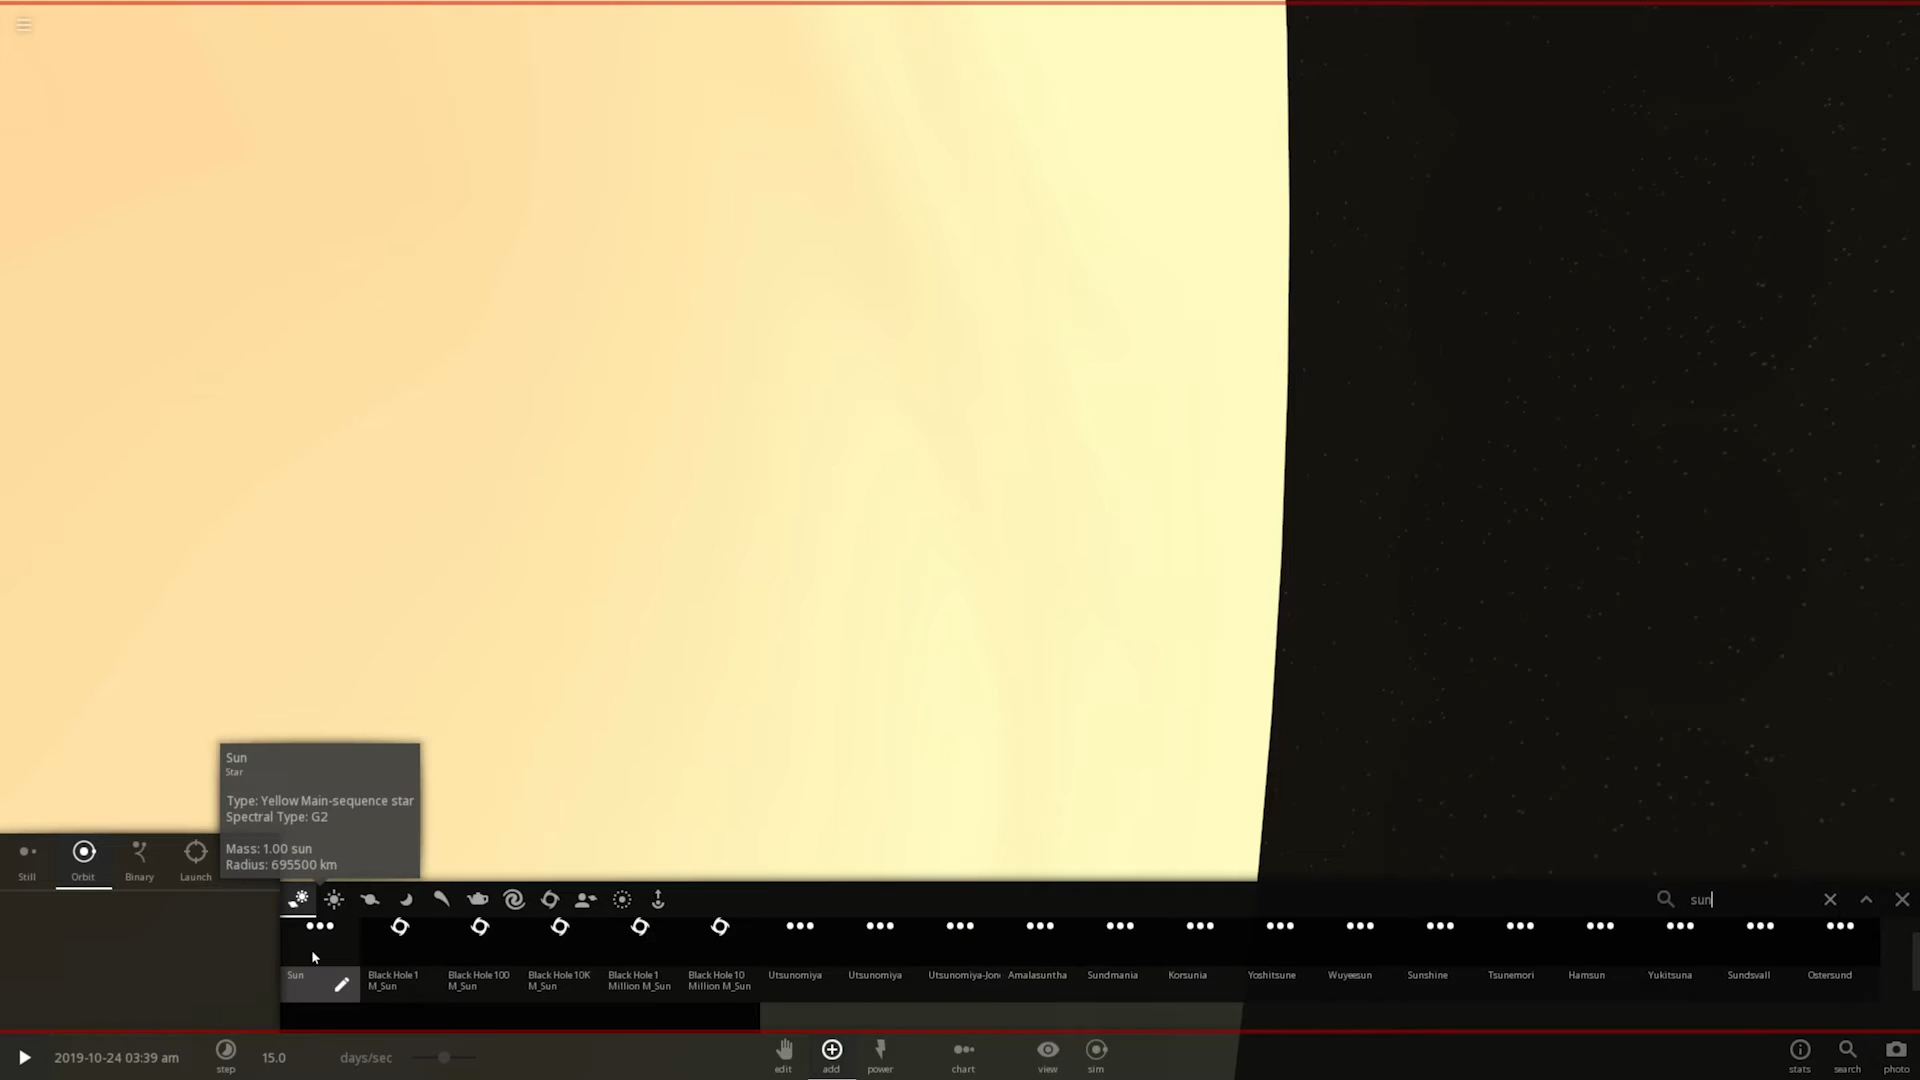 Sun
Star
Type: Yellow Main-sequence star
Spectral Type: G2
Mass: 1.00 sun
Radius: 695500 km
Still
Orbit
Binary
Launch
sun
Sun
Black Hole 1
M_Sun
Black Hole 100
M_Sun
Black Hole 10K
M_Sun
Black Hole 1
Million M_Sun
Black Hole 10
Million M_Sun
Utsunomiya
Utsunomiya
Utsunomiya-Jon
Amalasuntha
Sundmania
Korsunia
Yoshitsune
Wuyeesun
Sunshine
Tsunemori
Hamsun
Yukitsuna
Sundsvall
Ostersund
2019-10-24 03:39 am
step
15.0
days/sec
edit
add
power
chart
view
sim
stats
search
photo